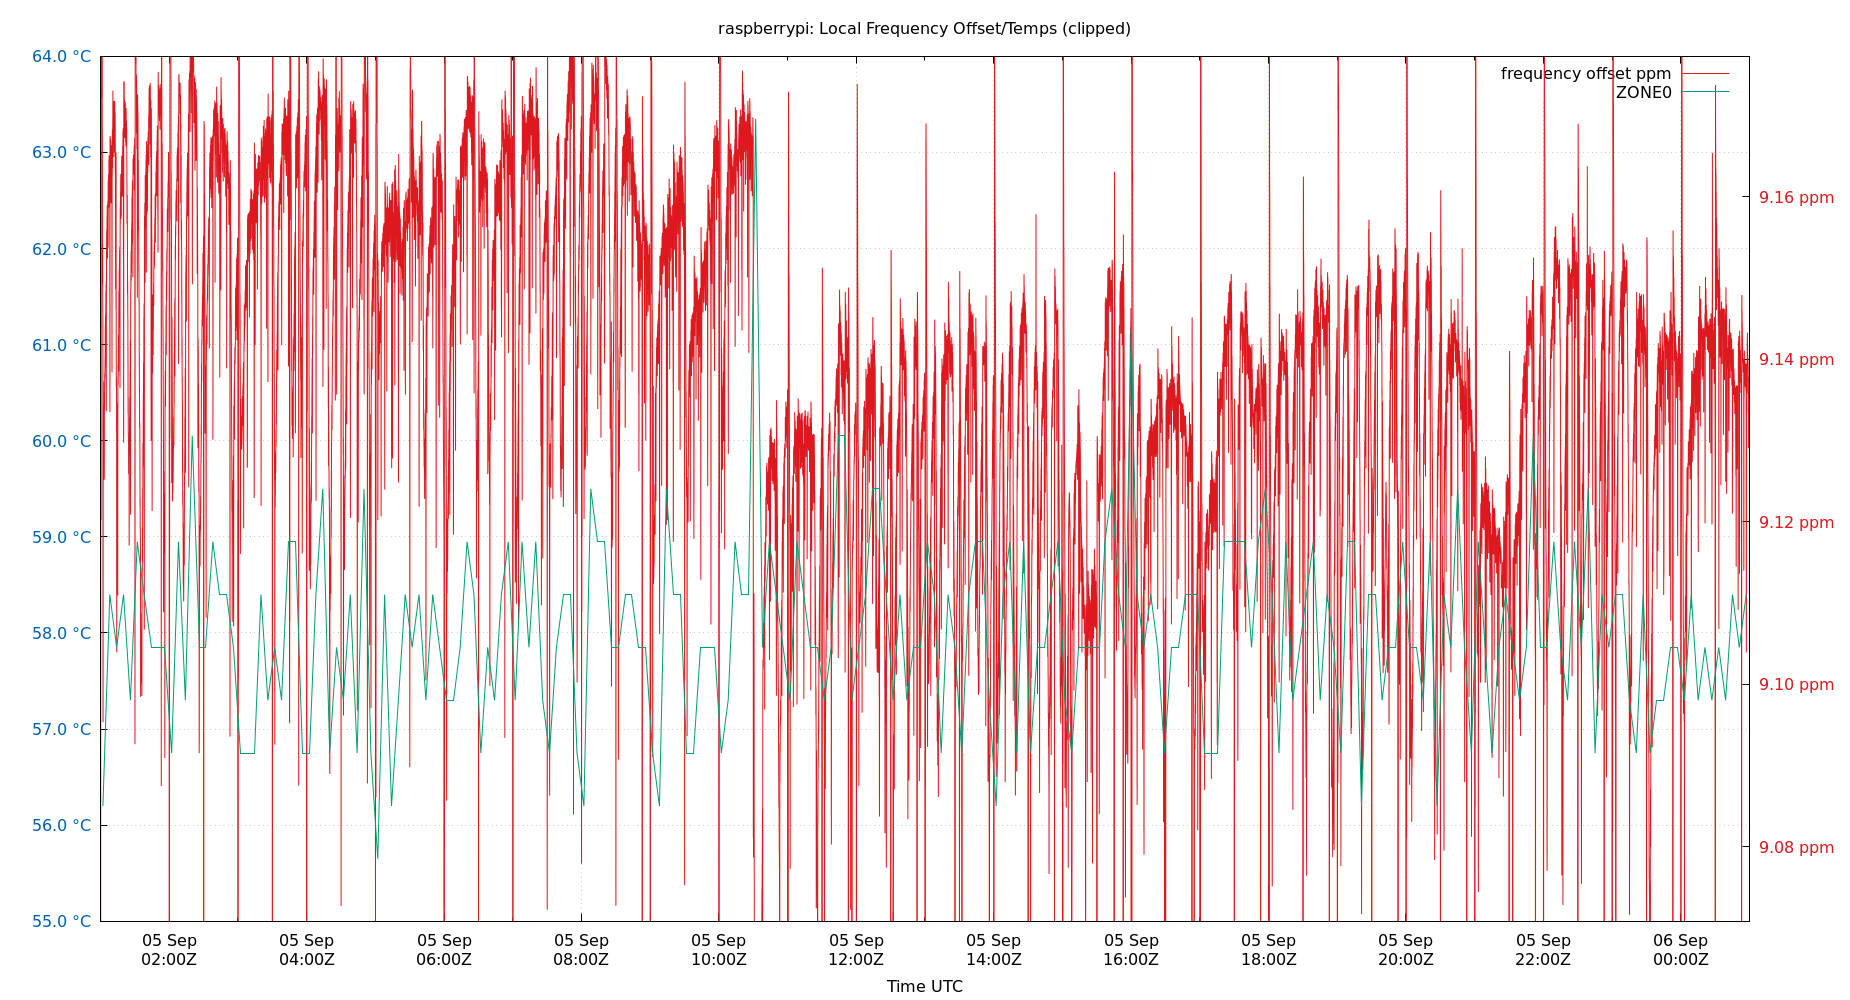 raspberrypi: Local Frequency Offset/Temps (clipped)
frequency offset ppm
ZONE0
64.0 °C
63.0 °C
62.0 °C
61.0 °C
60.0 °C
59.0 °C
58.0 °C
57.0 °C
56.0 °C
55.0 °C
9.16 ppm
9.14 ppm
9.12 ppm
9.10 ppm
9.08 ppm
05 Sep 05 Sep 05 Sep 05 Sep 05 Sep 05 Sep 05 Sep 05 Sep 05 Sep 05 Sep 05 Sep 06 Sep
02:00Z 04:00Z 06:00Z 08:00Z 10:00Z 12:00Z 14:00Z 16:00Z 18:00Z 20:00Z 22:00Z 00:00Z
Time UTC